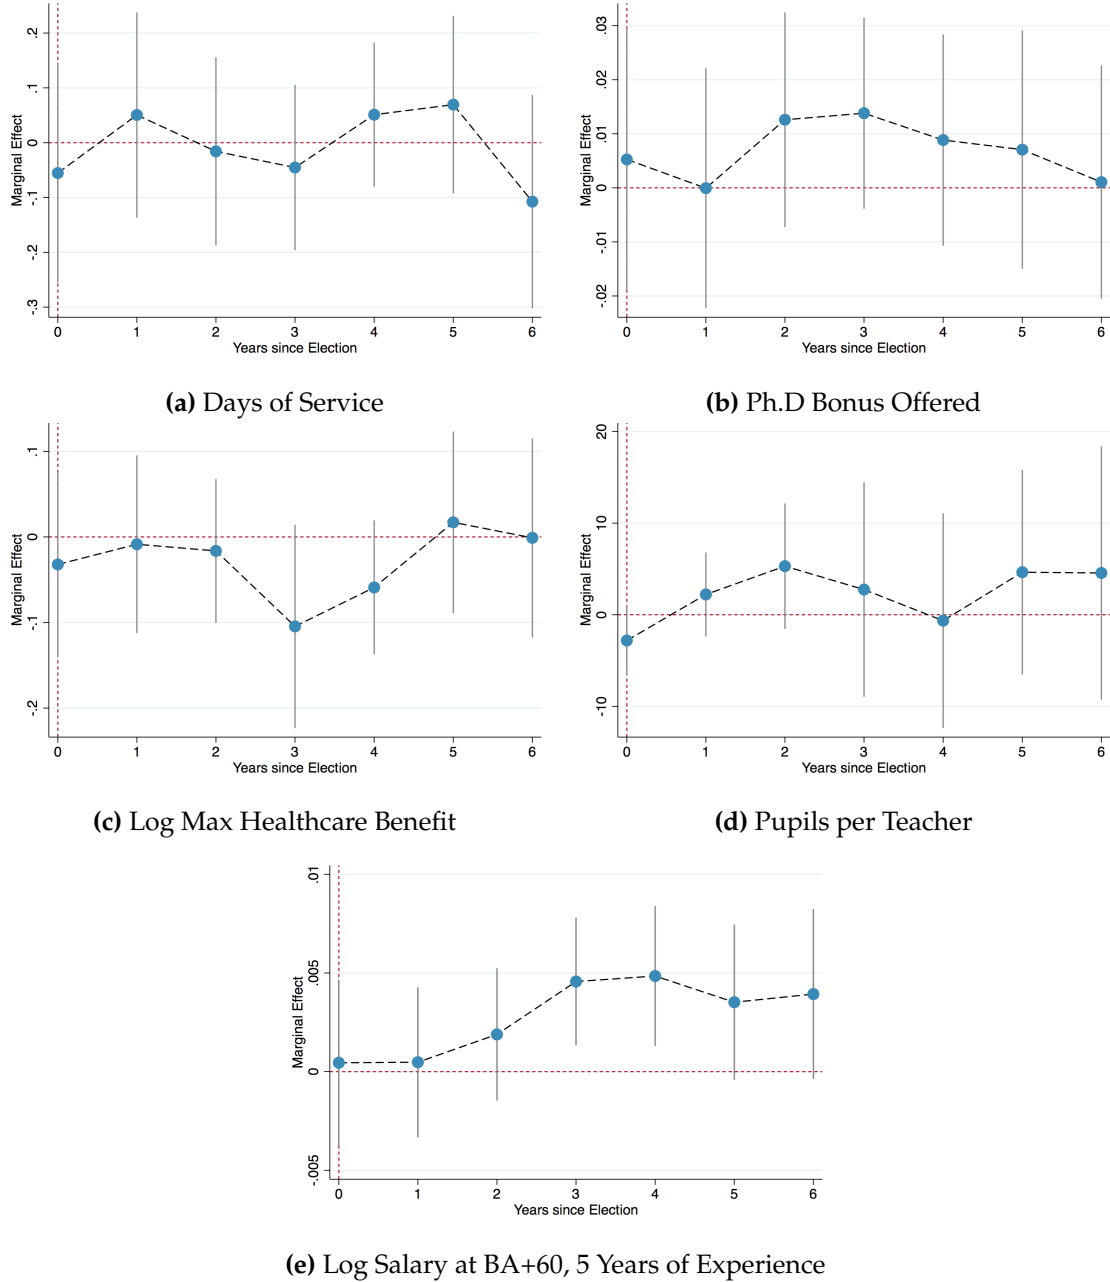 .2
.1
0
-.1
-.2
-.3
Marginal Effect
0 1 2 3 4 5 6
Years since Election
(a) Days of Service
.03
.02
.01
0
-.01
-.02
Marginal Effect
0 1 2 3 4 5 6
Years since Election
(b) Ph.D Bonus Offered
.1
0
-.1
-.2
Marginal Effect
0 1 2 3 4 5 6
Years since Election
(c) Log Max Healthcare Benefit
20
10
0
-10
Marginal Effect
0 1 2 3 4 5 6
Years since Election
(d) Pupils per Teacher
.01
.005
0
-.005
Marginal Effect
0 1 2 3 4 5 6
Years since Election
(e) Log Salary at BA+60, 5 Years of Experience